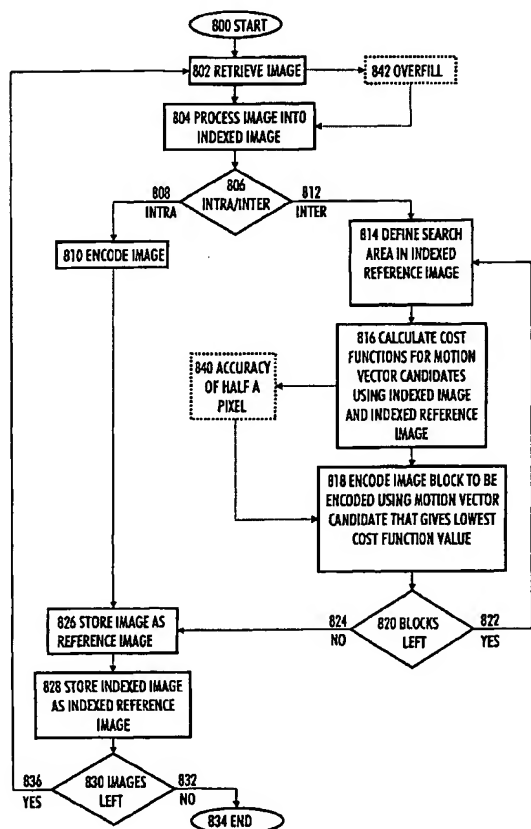 800 START
802 RETRIEVE IMAGE
842 OVERFILL
804 PROCESS IMAGE INTO
INDEXED IMAGE
808
INTRA
806
INTRA/INTER
812
INTER
810 ENCODE IMAGE
814 DEFINE SEARCH
AREA IN INDEXED
REFERENCE IMAGE
816 CALCULATE COST
FUNCTIONS FOR MOTION
VECTOR CANDIDATES
USING INDEXED IMAGE
AND INDEXED REFERENCE
IMAGE
840 ACCURACY
OF HALF A
PIXEL
818 ENCODE IMAGE BLOCK TO BE
ENCODED USING MOTION VECTOR
CANDIDATE THAT GIVES LOWEST
COST FUNCTION VALUE
824
NO
820 BLOCKS
LEFT
822
YES
826 STORE IMAGE AS
REFERENCE IMAGE
828 STORE INDEXED IMAGE
AS INDEXED REFERENCE
IMAGE
836
YES
830 IMAGES
LEFT
832
NO
834 END